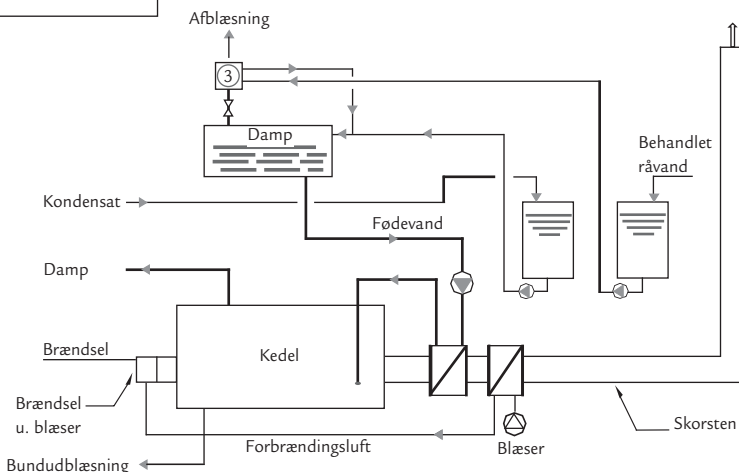 Afblæsning
3
Damp
Behandlet
råvand
Kondensat
Fødevand
Damp
Brændsel
Kedel
Brændsel
u. blæser
Skorsten
Forbrændingsluft
Blæser
Bundudblæsning